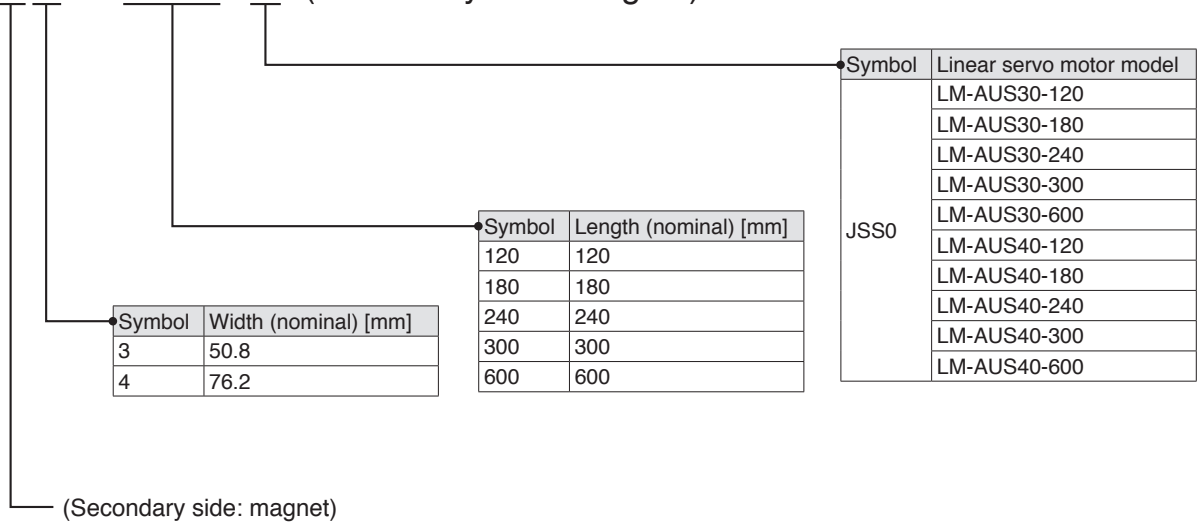 Symbol Linear servo motor model
JSS0
LM-AUS30-120
LM-AUS30-180
LM-AUS30-240
LM-AUS30-300
LM-AUS30-600
LM-AUS40-120
LM-AUS40-180
LM-AUS40-240
LM-AUS40-300
LM-AUS40-600
Symbol Length (nominal) [mm]
120 120
180 180
240 240
300 300
600 600
Symbol Width (nominal) [mm]
3 50.8
4 76.2
(Secondary side: magnet)